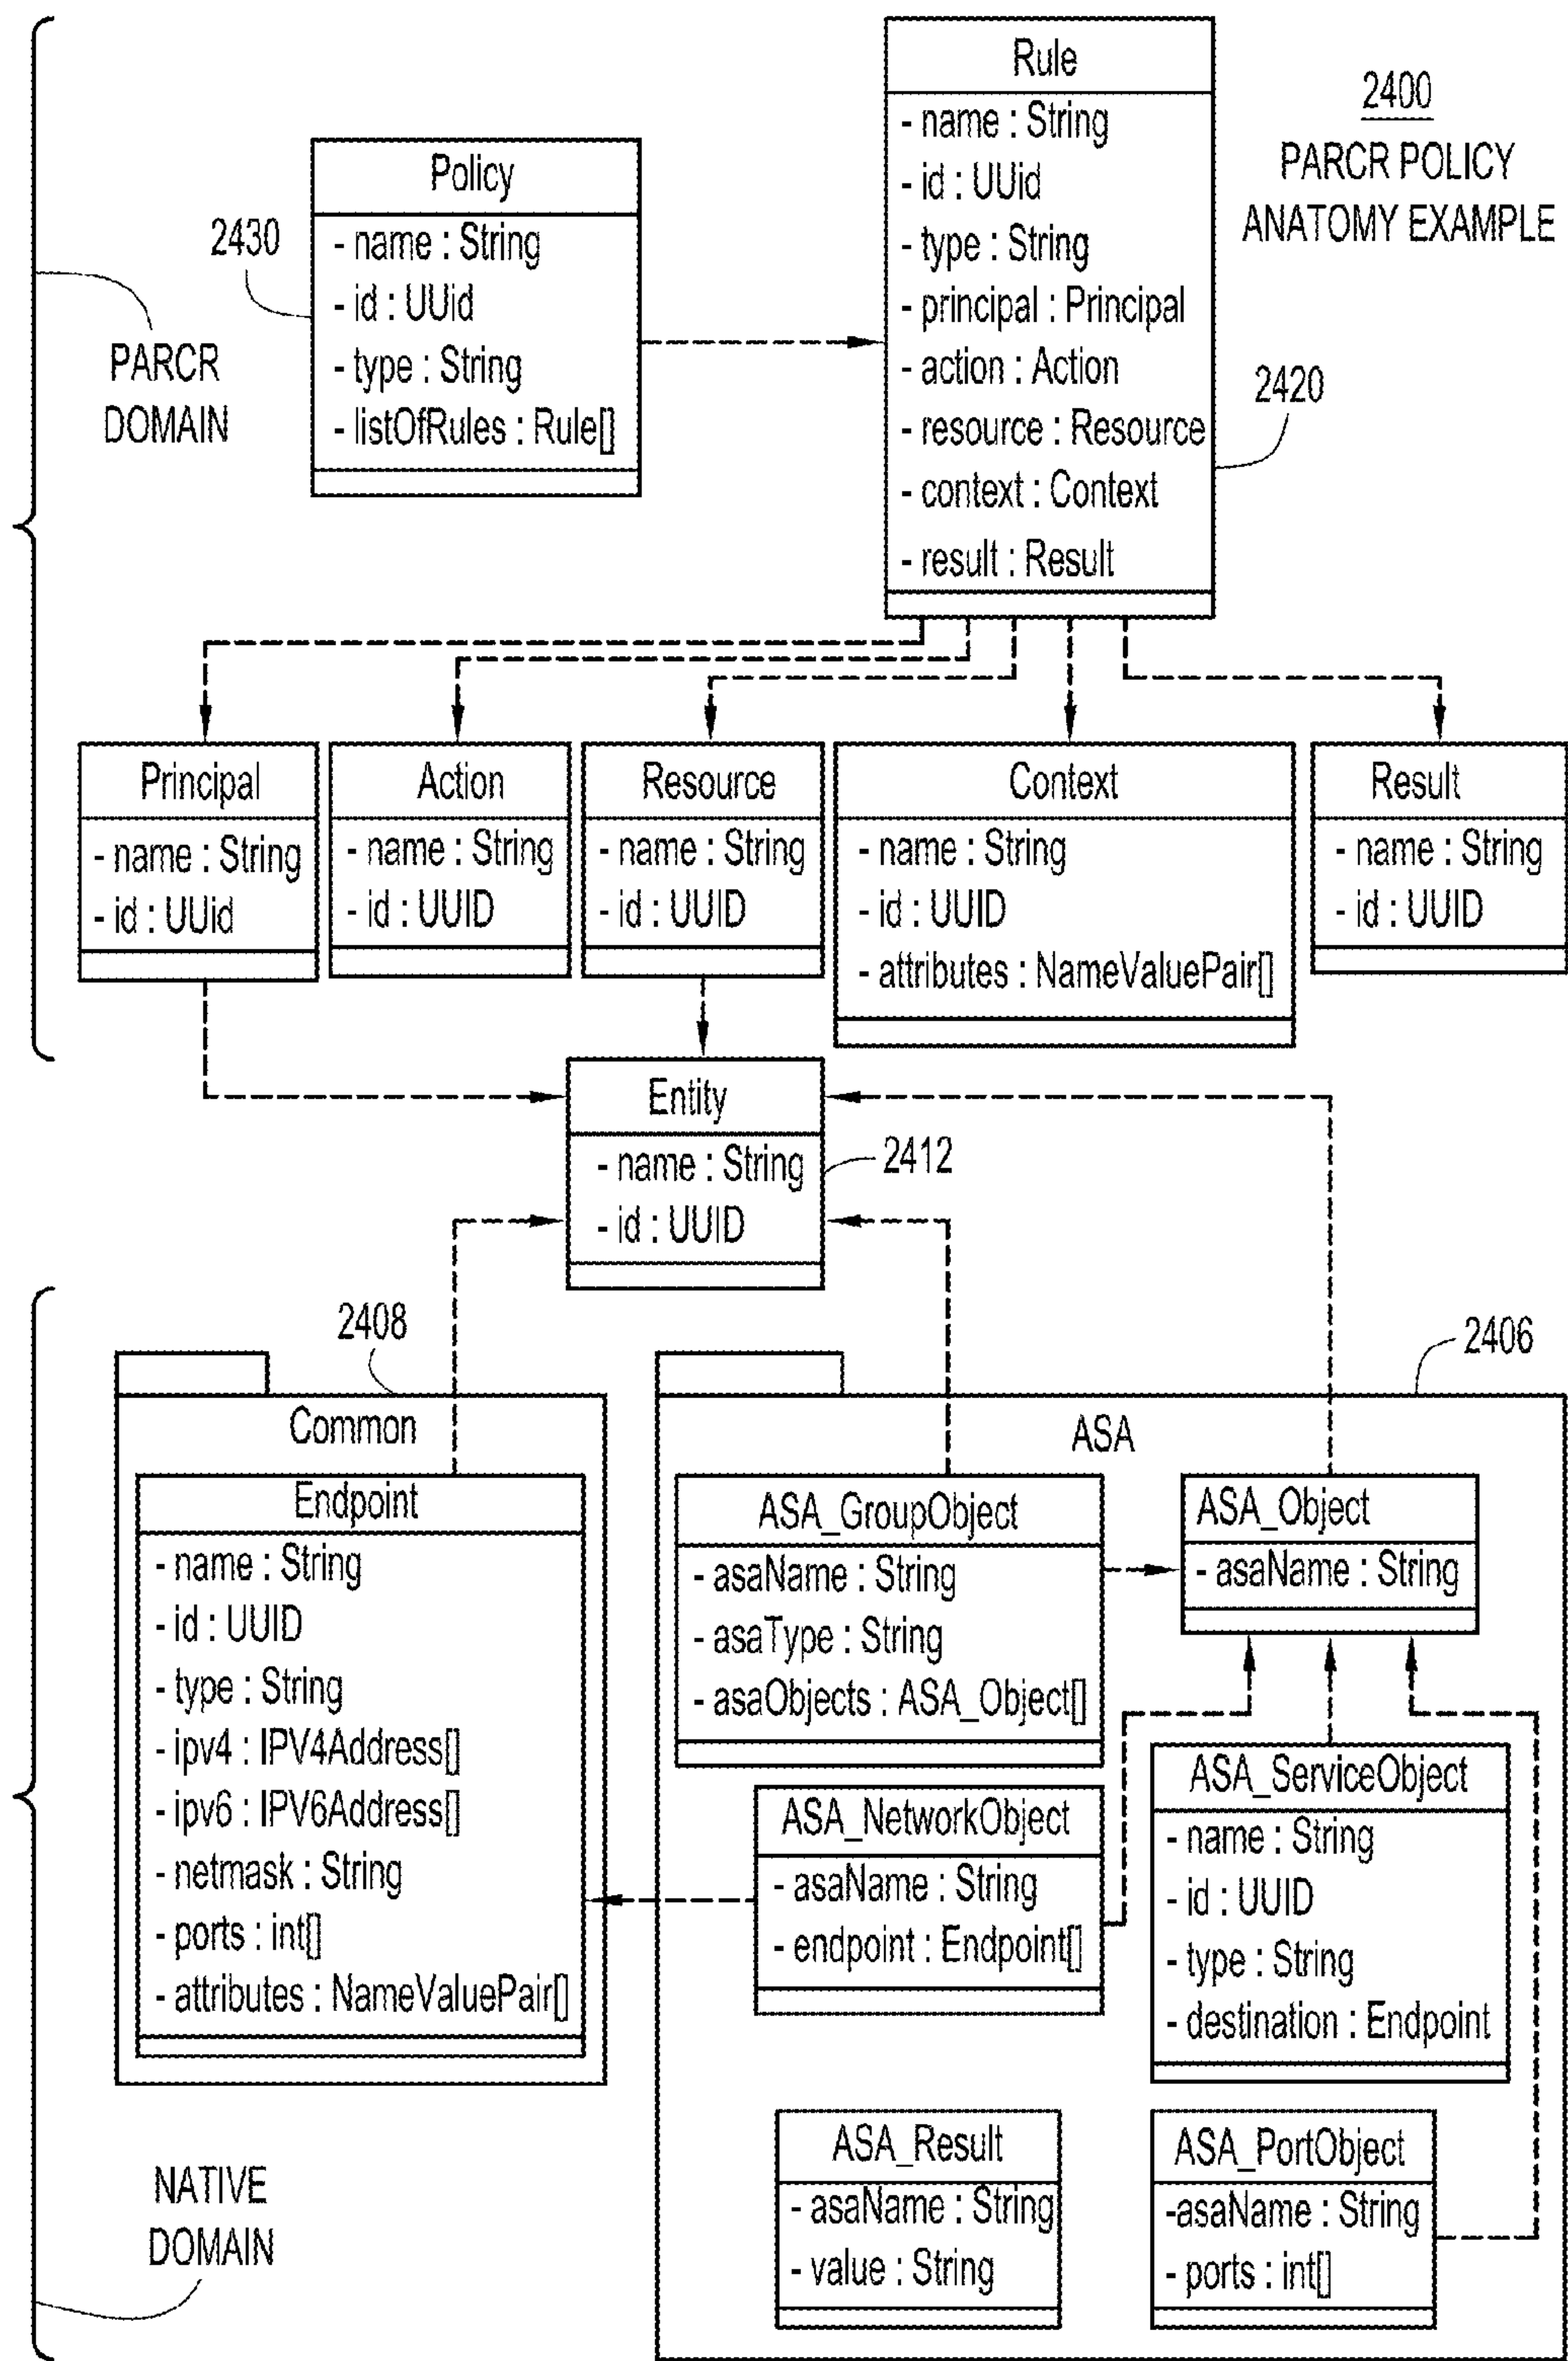 2400
PARCR POLICY
ANATOMY EXAMPLE
PARCR
DOMAIN
2430
Policy
- name : String
- id : UUid
- type : String
- listOfRules : Rule[]
Rule
- name : String
- id : UUid
- type : String
- principal : Principal
- action : Action
- resource : Resource
- context : Context
- result : Result
2420
Principal
- name : String
- id : UUid
Action
- name : String
- id : UUID
Resource
- name : String
- id : UUID
Context
- name : String
- id : UUID
- attributes : NameValuePair[]
Result
- name : String
- id : UUID
Entity
- name : String
- id : UUID
2412
2408
Common
Endpoint
- name : String
- id : UUID
- type : String
- ipv4 : IPV4Address[]
- ipv6 : IPV6Address[]
- netmask : String
- ports : int[]
- attributes : NameValuePair[]
2406
ASA
ASA_GroupObject
- asaName : String
- asaType : String
- asaObjects : ASA_Object[]
ASA_Object
- asaName : String
ASA_NetworkObject
- asaName : String
- endpoint : Endpoint[]
ASA_ServiceObject
- name : String
- id : UUID
- type : String
- destination : Endpoint
ASA_Result
- asaName : String
- value : String
ASA_PortObject
-asaName : String
- ports : int[]
NATIVE
DOMAIN